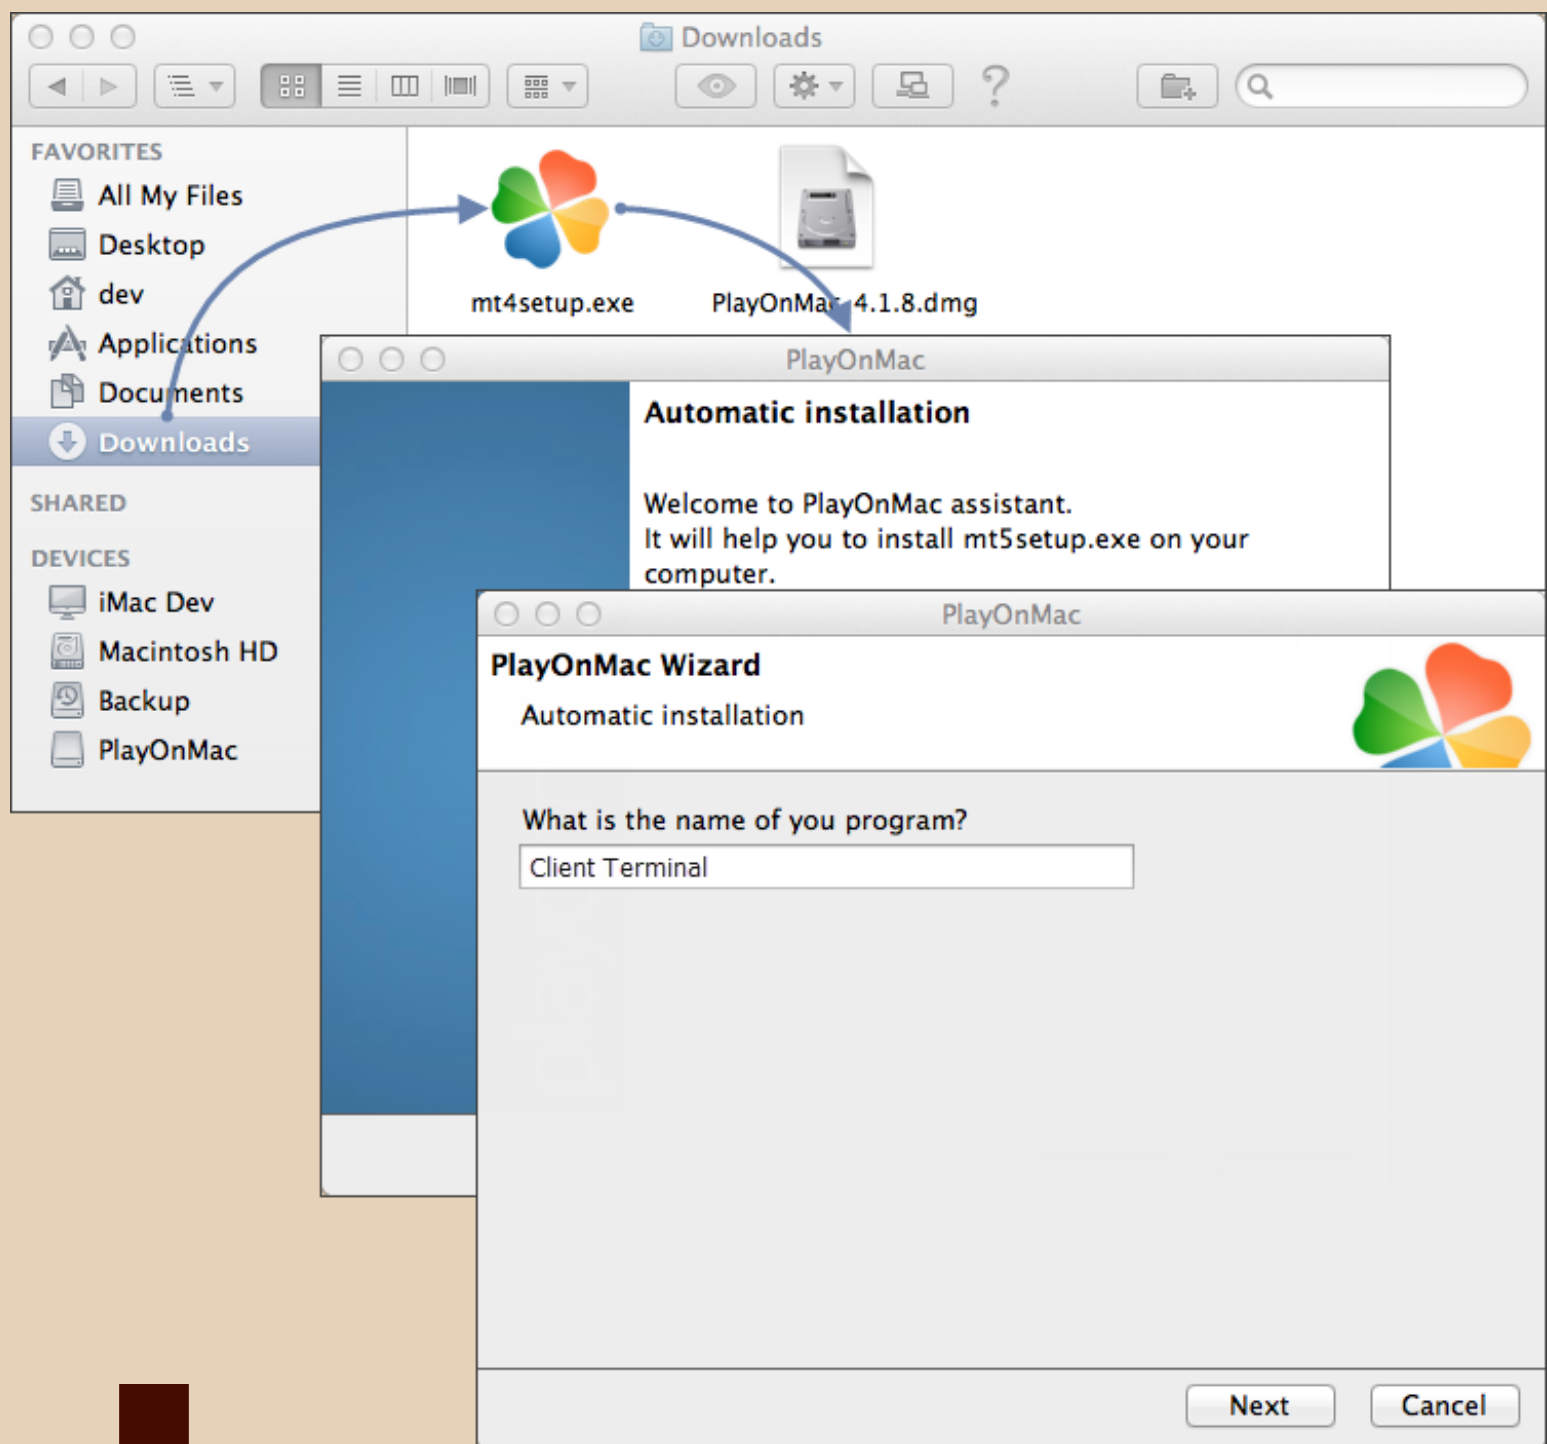 Downloads
FAVORITES
All My Files
Desktop
dev
Applications
Documents
Downloads
SHARED
DEVICES
iMac Dev
Macintosh HD
Backup
PlayOnMac
mt4setup.exe
PlayOnMac_4.1.8.dmg
PlayOnMac
Automatic installation
Welcome to PlayOnMac assistant.
It will help you to install mt5setup.exe on your
computer.
PlayOnMac
PlayOnMac Wizard
Automatic installation
What is the name of you program?
Client Terminal
Next
Cancel